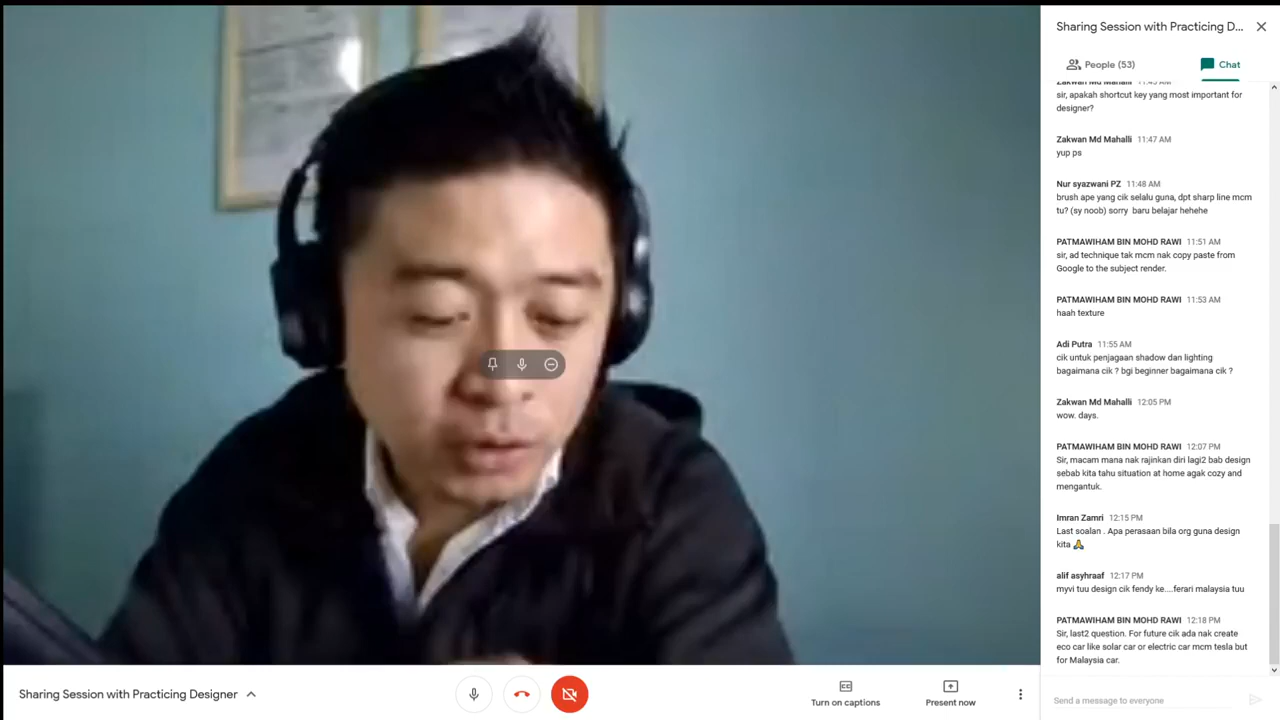 Sharing Session with Practicing D...
People (53)
Chat
Zakwan Md Mahalli 11:45 AM
sir, apakah shortcut key yang most important for
designer?
Zakwan Md Mahalli 11:47 AM
yup ps
Nur syazwani PZ 11:48 AM
brush ape yang cik selalu guna, dpt sharp line mcm
tu? (sy noob) sorry baru belajar hehehe
PATMAWIHAM BIN MOHD RAWI 11:51 AM
sir, ad technique tak mcm nak copy paste from
Google to the subject render.
PATMAWIHAM BIN MOHD RAWI 11:53 AM
haah texture
Adi Putra 11:55 AM
cik untuk penjagaan shadow dan lighting
bagaimana cik ? bgi beginner bagaimana cik ?
Zakwan Md Mahalli 12:05 PM
wow. days.
PATMAWIHAM BIN MOHD RAWI 12:07 PM
Sir, macam mana nak rajinkan diri lagi2 bab design
sebab kita tahu situation at home agak cozy and
mengantuk.
Imran Zamri 12:15 PM
Last soalan . Apa perasaan bila org guna design
kita 🙏
alif asyhraaf 12:17 PM
myvi tuu design cik fendy ke....ferari malaysia tuu
PATMAWIHAM BIN MOHD RAWI 12:18 PM
Sir, last2 question. For future cik ada nak create
eco car like solar car or electric car mcm tesla but
for Malaysia car.
Send a message to everyone
Sharing Session with Practicing Designer
Turn on captions
Present now